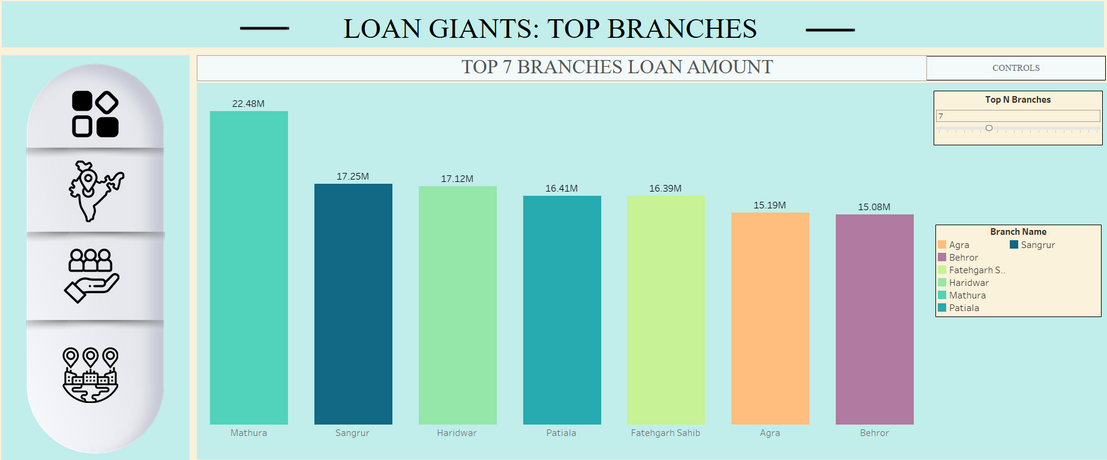 LOAN GIANTS: TOP BRANCHES
TOP 7 BRANCHES LOAN AMOUNT
CONTROLS
22.48M
17.25M
17.12M
16.41M
16.39M
15.19M
15.08M
Mathura
Sangrur
Haridwar
Patiala
Fatehgarh Sahib
Agra
Behror
Top N Branches
7
Branch Name
Agra
Sangrur
Behror
Fatehgarh S..
Haridwar
Mathura
Patiala